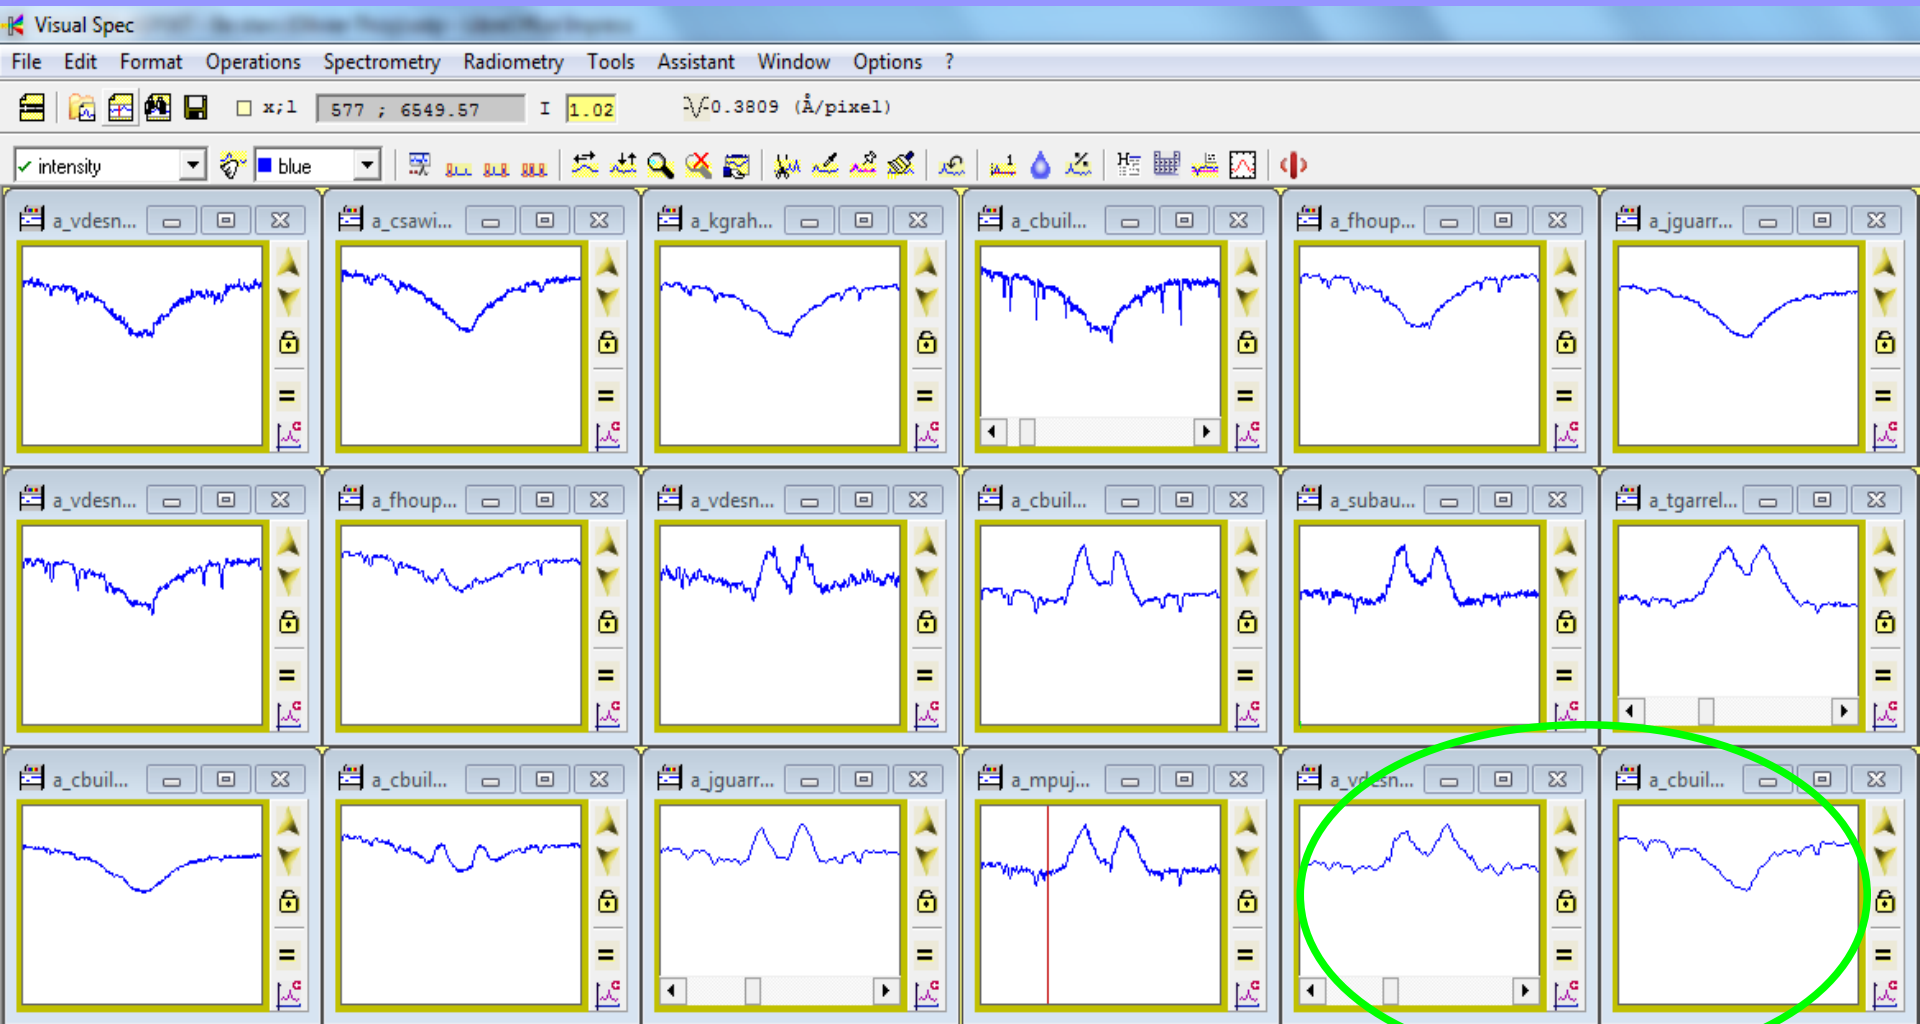 Visual Spec
File Edit Format Operations Spectrometry Radiometry Tools Assistant Window Options ?
x;l 577 ; 6549.57 I 1.02 0.3809 (Å/pixel)
intensity blue
a_vdesn... a_csawi... a_kgrah... a_cbuil... a_fhoup... a_jguarr...
a_vdesn... a_fhoup... a_vdesn... a_cbuil... a_subau... a_tgarrel...
a_cbuil... a_cbuil... a_jguarr... a_mpuj... a_vdesn... a_cbuil...